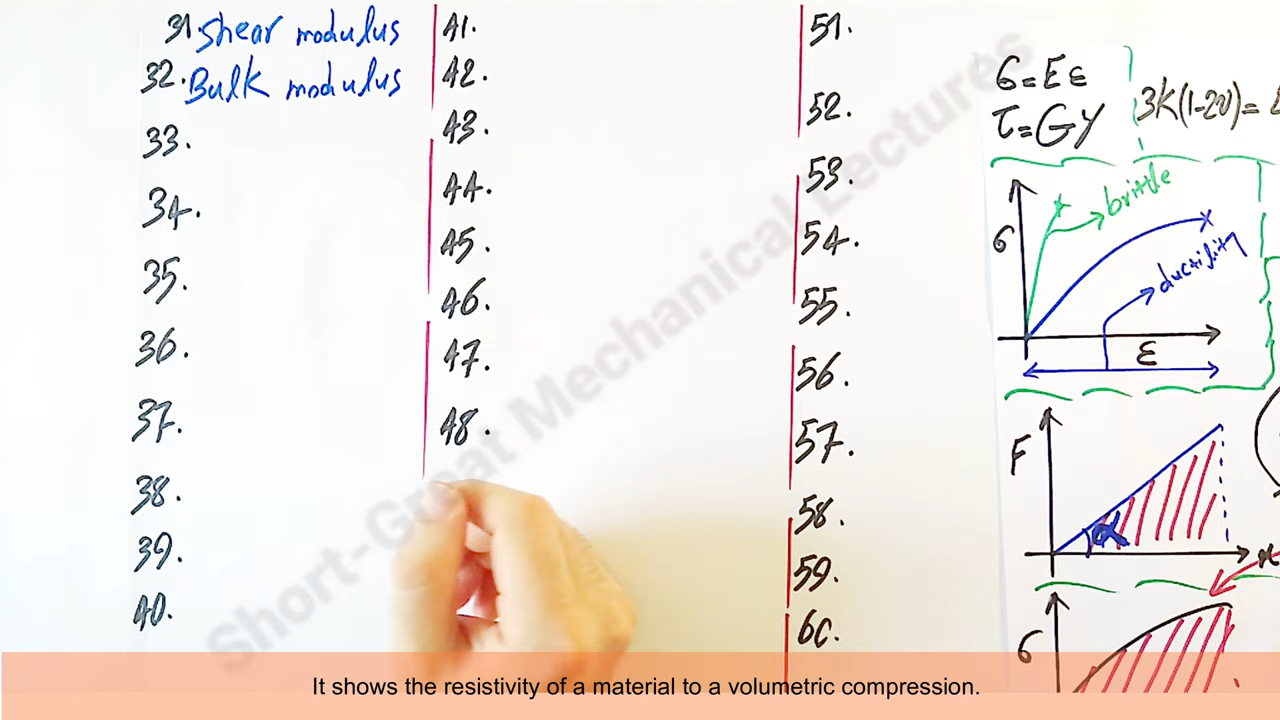 31. Shear modulus
32. Bulk modulus
33.
34.
35.
36.
37.
38.
39.
40.
41.
42.
43.
44.
45.
46.
47.
48.
51.
52.
53.
54.
55.
56.
57.
58.
59.
60.
σ=Eε
τ=Gγ
3K(1-2υ)=
brittle
σ
ductility
ε
F
α
x
σ
Short-Great Mechanical Lectures
It shows the resistivity of a material to a volumetric compression.